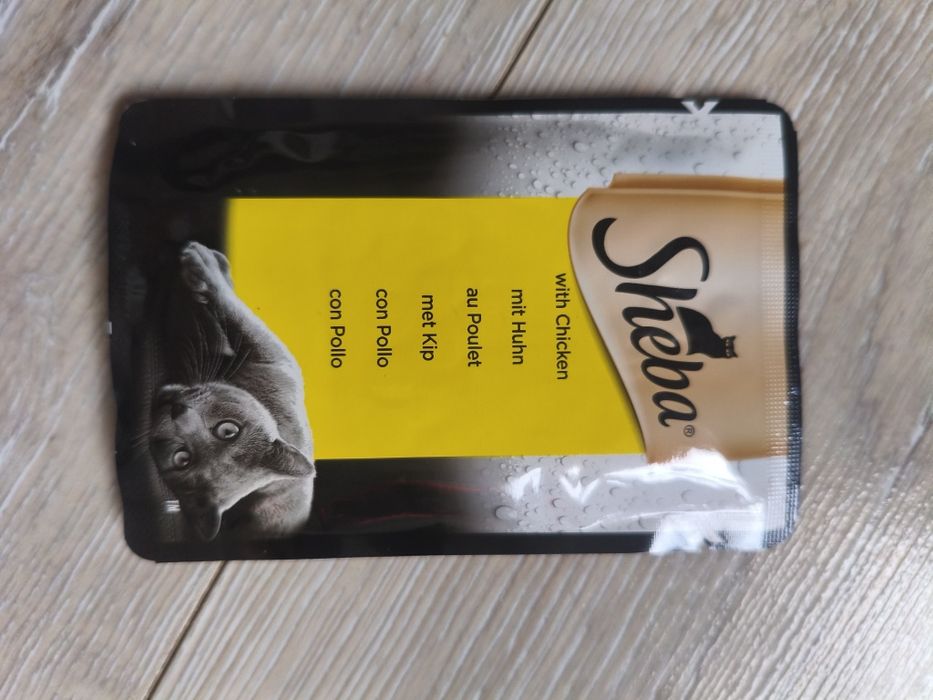 Sheba®
with Chicken
mit Huhn
au Poulet
met Kip
con Pollo
con Pollo